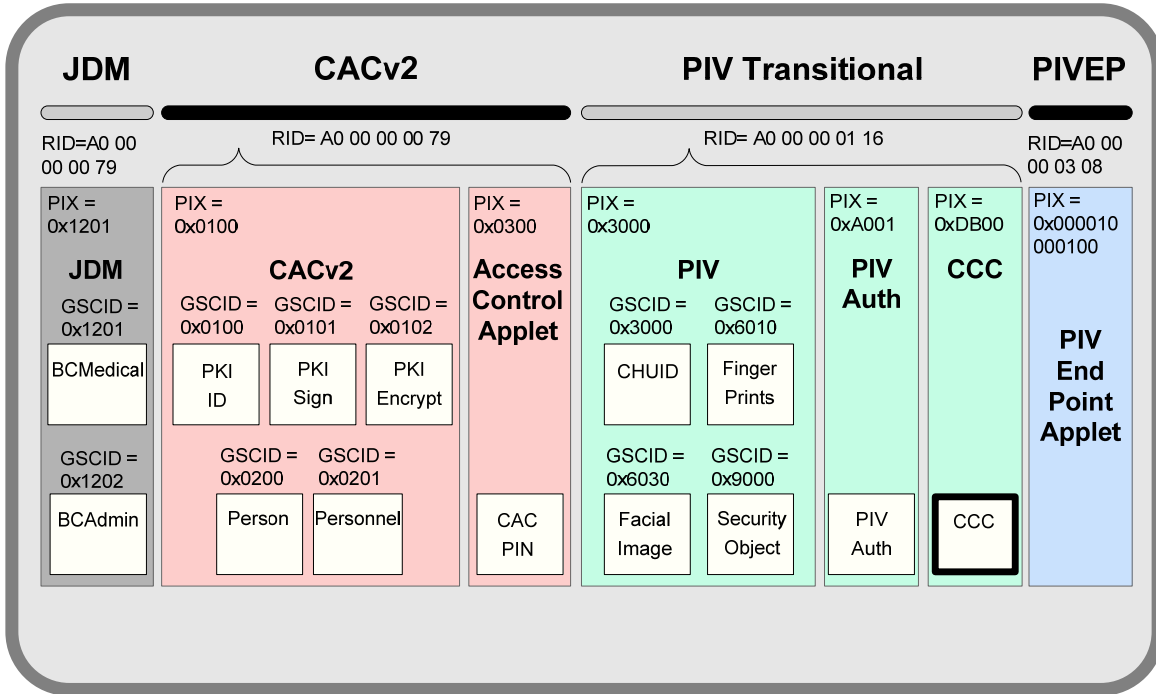 JDM
CACv2
PIV Transitional
PIVEP
RID=A0 00
00 00 79
RID= A0 00 00 00 79
RID= A0 00 00 01 16
RID=A0 00
00 03 08
PIX =
0x1201
JDM
GSCID =
0x1201
BCMedical
GSCID =
0x1202
BCAdmin
PIX =
0x0100
CACv2
GSCID =
0x0100
PKI
ID
GSCID =
0x0101
PKI
Sign
GSCID =
0x0102
PKI
Encrypt
GSCID =
0x0200
Person
GSCID =
0x0201
Personnel
PIX =
0x0300
Access
Control
Applet
CAC
PIN
PIX =
0x3000
PIV
GSCID =
0x3000
CHUID
GSCID =
0x6010
Finger
Prints
GSCID =
0x6030
Facial
Image
GSCID =
0x9000
Security
Object
PIX =
0xA001
PIV
Auth
PIV
Auth
PIX =
0xDB00
CCC
CCC
PIX =
0x000010
000100
PIV
End
Point
Applet